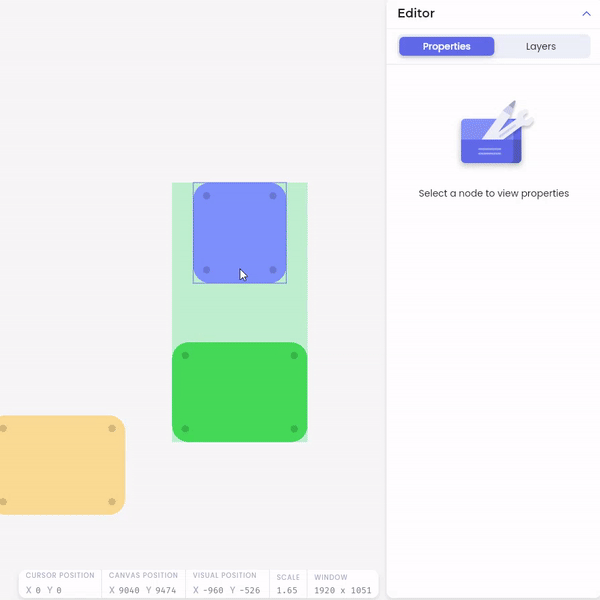 Editor
Properties Layers
Select a node to view properties
CURSOR POSITION CANVAS POSITION VISUAL POSITION SCALE WINDOW
X 0 Y 0 X 9040 Y 9474 X -960 Y -526 1.65 1920 x 1051